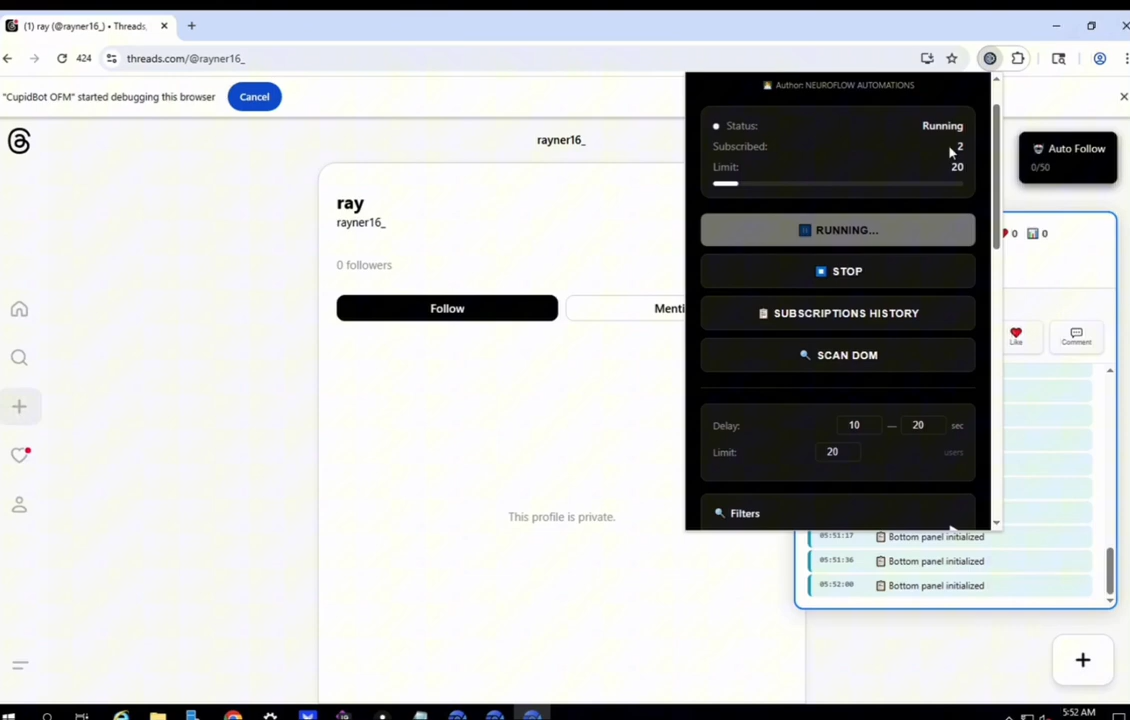 (1) ray (@rayner16_) • Threads,
424
threads.com/@rayner16_
"CupidBot OFM" started debugging this browser
Cancel
rayner16_
ray
rayner16_
0 followers
Follow
Menti
This profile is private.
Author: NEUROFLOW AUTOMATIONS
Status: Running
Subscribed: 2
Limit: 20
RUNNING...
STOP
SUBSCRIPTIONS HISTORY
SCAN DOM
Delay: 10 — 20 sec
Limit: 20 users
Filters
Auto Follow
0/50
0 0
Like
Comment
05:51:17 Bottom panel initialized
05:51:36 Bottom panel initialized
05:52:00 Bottom panel initialized
5:52 AM